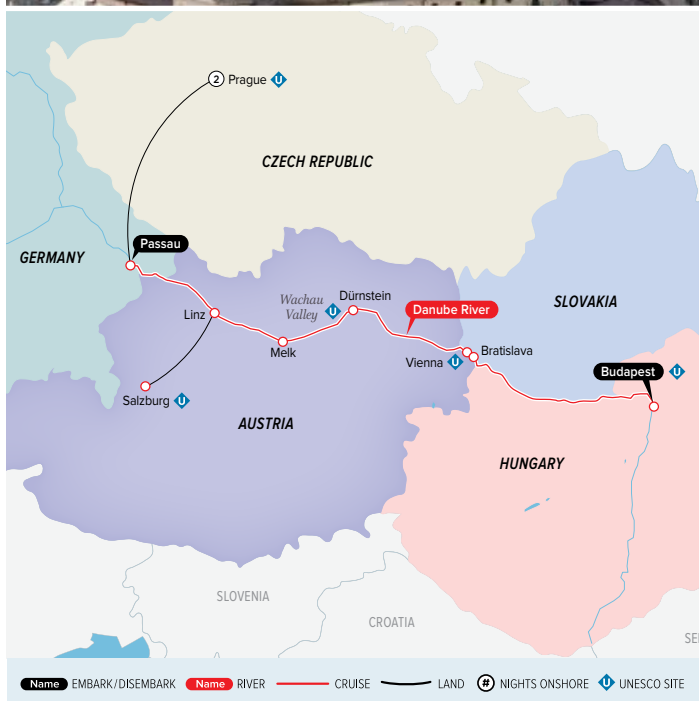 2 Prague U
CZECH REPUBLIC
Passau
GERMANY
SLOVAKIA
Wachau
Valley U
Dürnstein
Danube River
Linz
Melk
Vienna U
Bratislava
Budapest U
Salzburg U
AUSTRIA
HUNGARY
SLOVENIA
CROATIA
SE
Name EMBARK/DISEMBARK Name RIVER CRUISE LAND # NIGHTS ONSHORE U UNESCO SITE